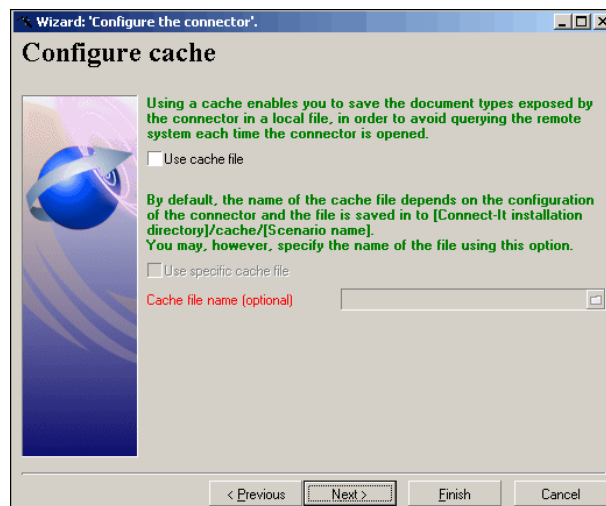 Wizard: 'Configure the connector'.
Configure cache
Using a cache enables you to save the document types exposed by
the connector in a local file, in order to avoid querying the remote
system each time the connector is opened.
Use cache file
By default, the name of the cache file depends on the configuration
of the connector and the file is saved in to [Connect-It installation
directory]/cache/[Scenario name].
You may, however, specify the name of the file using this option.
Use specific cache file
Cache file name (optional)
< Previous Next > Finish Cancel